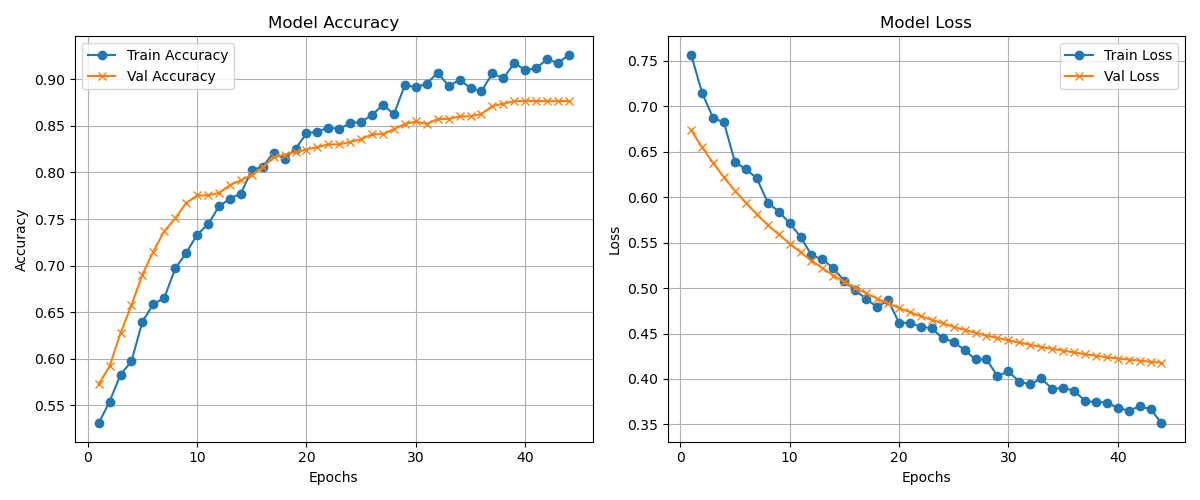 Model Accuracy
Train Accuracy
Val Accuracy
Accuracy
0.90
0.85
0.80
0.75
0.70
0.65
0.60
0.55
0 10 20 30 40
Epochs
Model Loss
Train Loss
Val Loss
Loss
0.75
0.70
0.65
0.60
0.55
0.50
0.45
0.40
0.35
0 10 20 30 40
Epochs